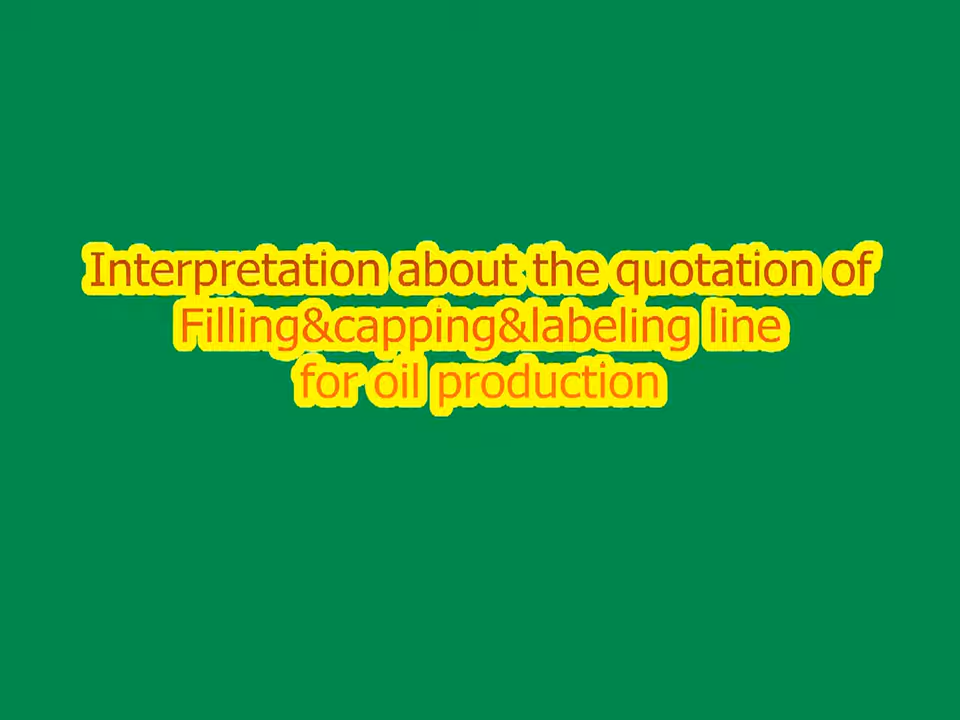 Interpretation about the quotation of
Filling&capping&labeling line
for oil production